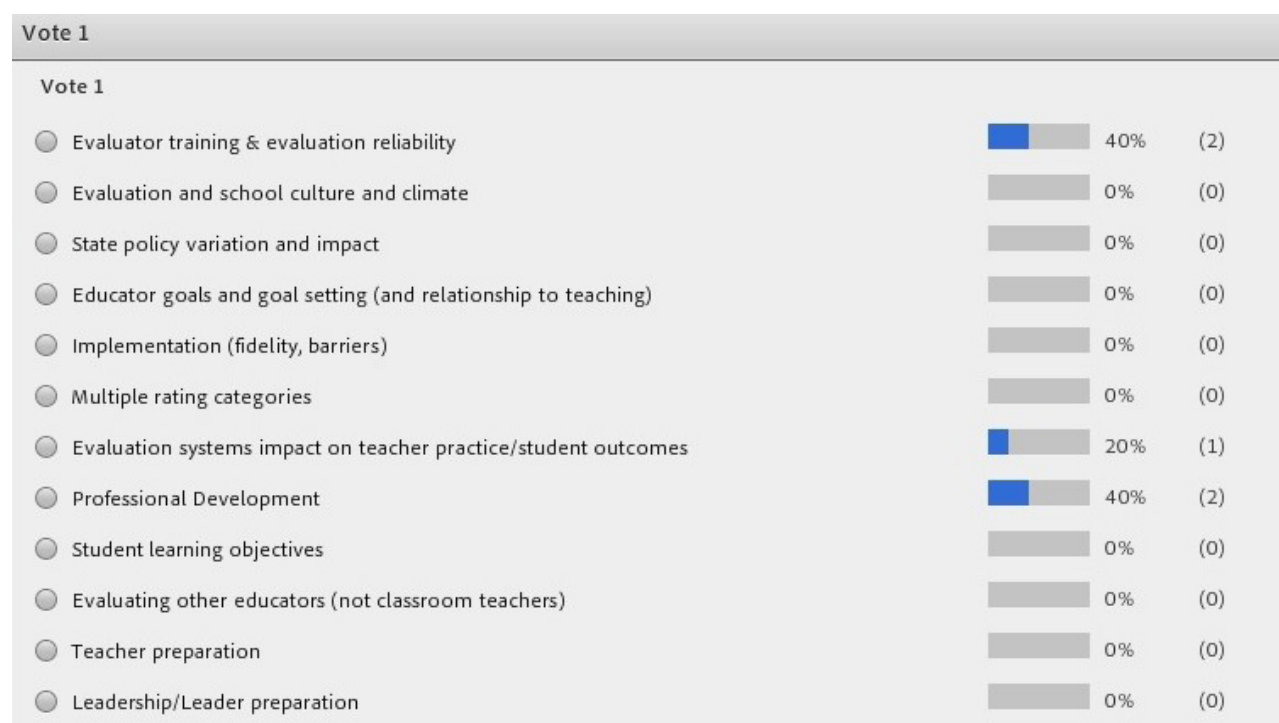 Vote 1
Vote 1
Evaluator training & evaluation reliability 40% (2)
Evaluation and school culture and climate 0% (0)
State policy variation and impact 0% (0)
Educator goals and goal setting (and relationship to teaching) 0% (0)
Implementation (fidelity, barriers) 0% (0)
Multiple rating categories 0% (0)
Evaluation systems impact on teacher practice/student outcomes 20% (1)
Professional Development 40% (2)
Student learning objectives 0% (0)
Evaluating other educators (not classroom teachers) 0% (0)
Teacher preparation 0% (0)
Leadership/Leader preparation 0% (0)